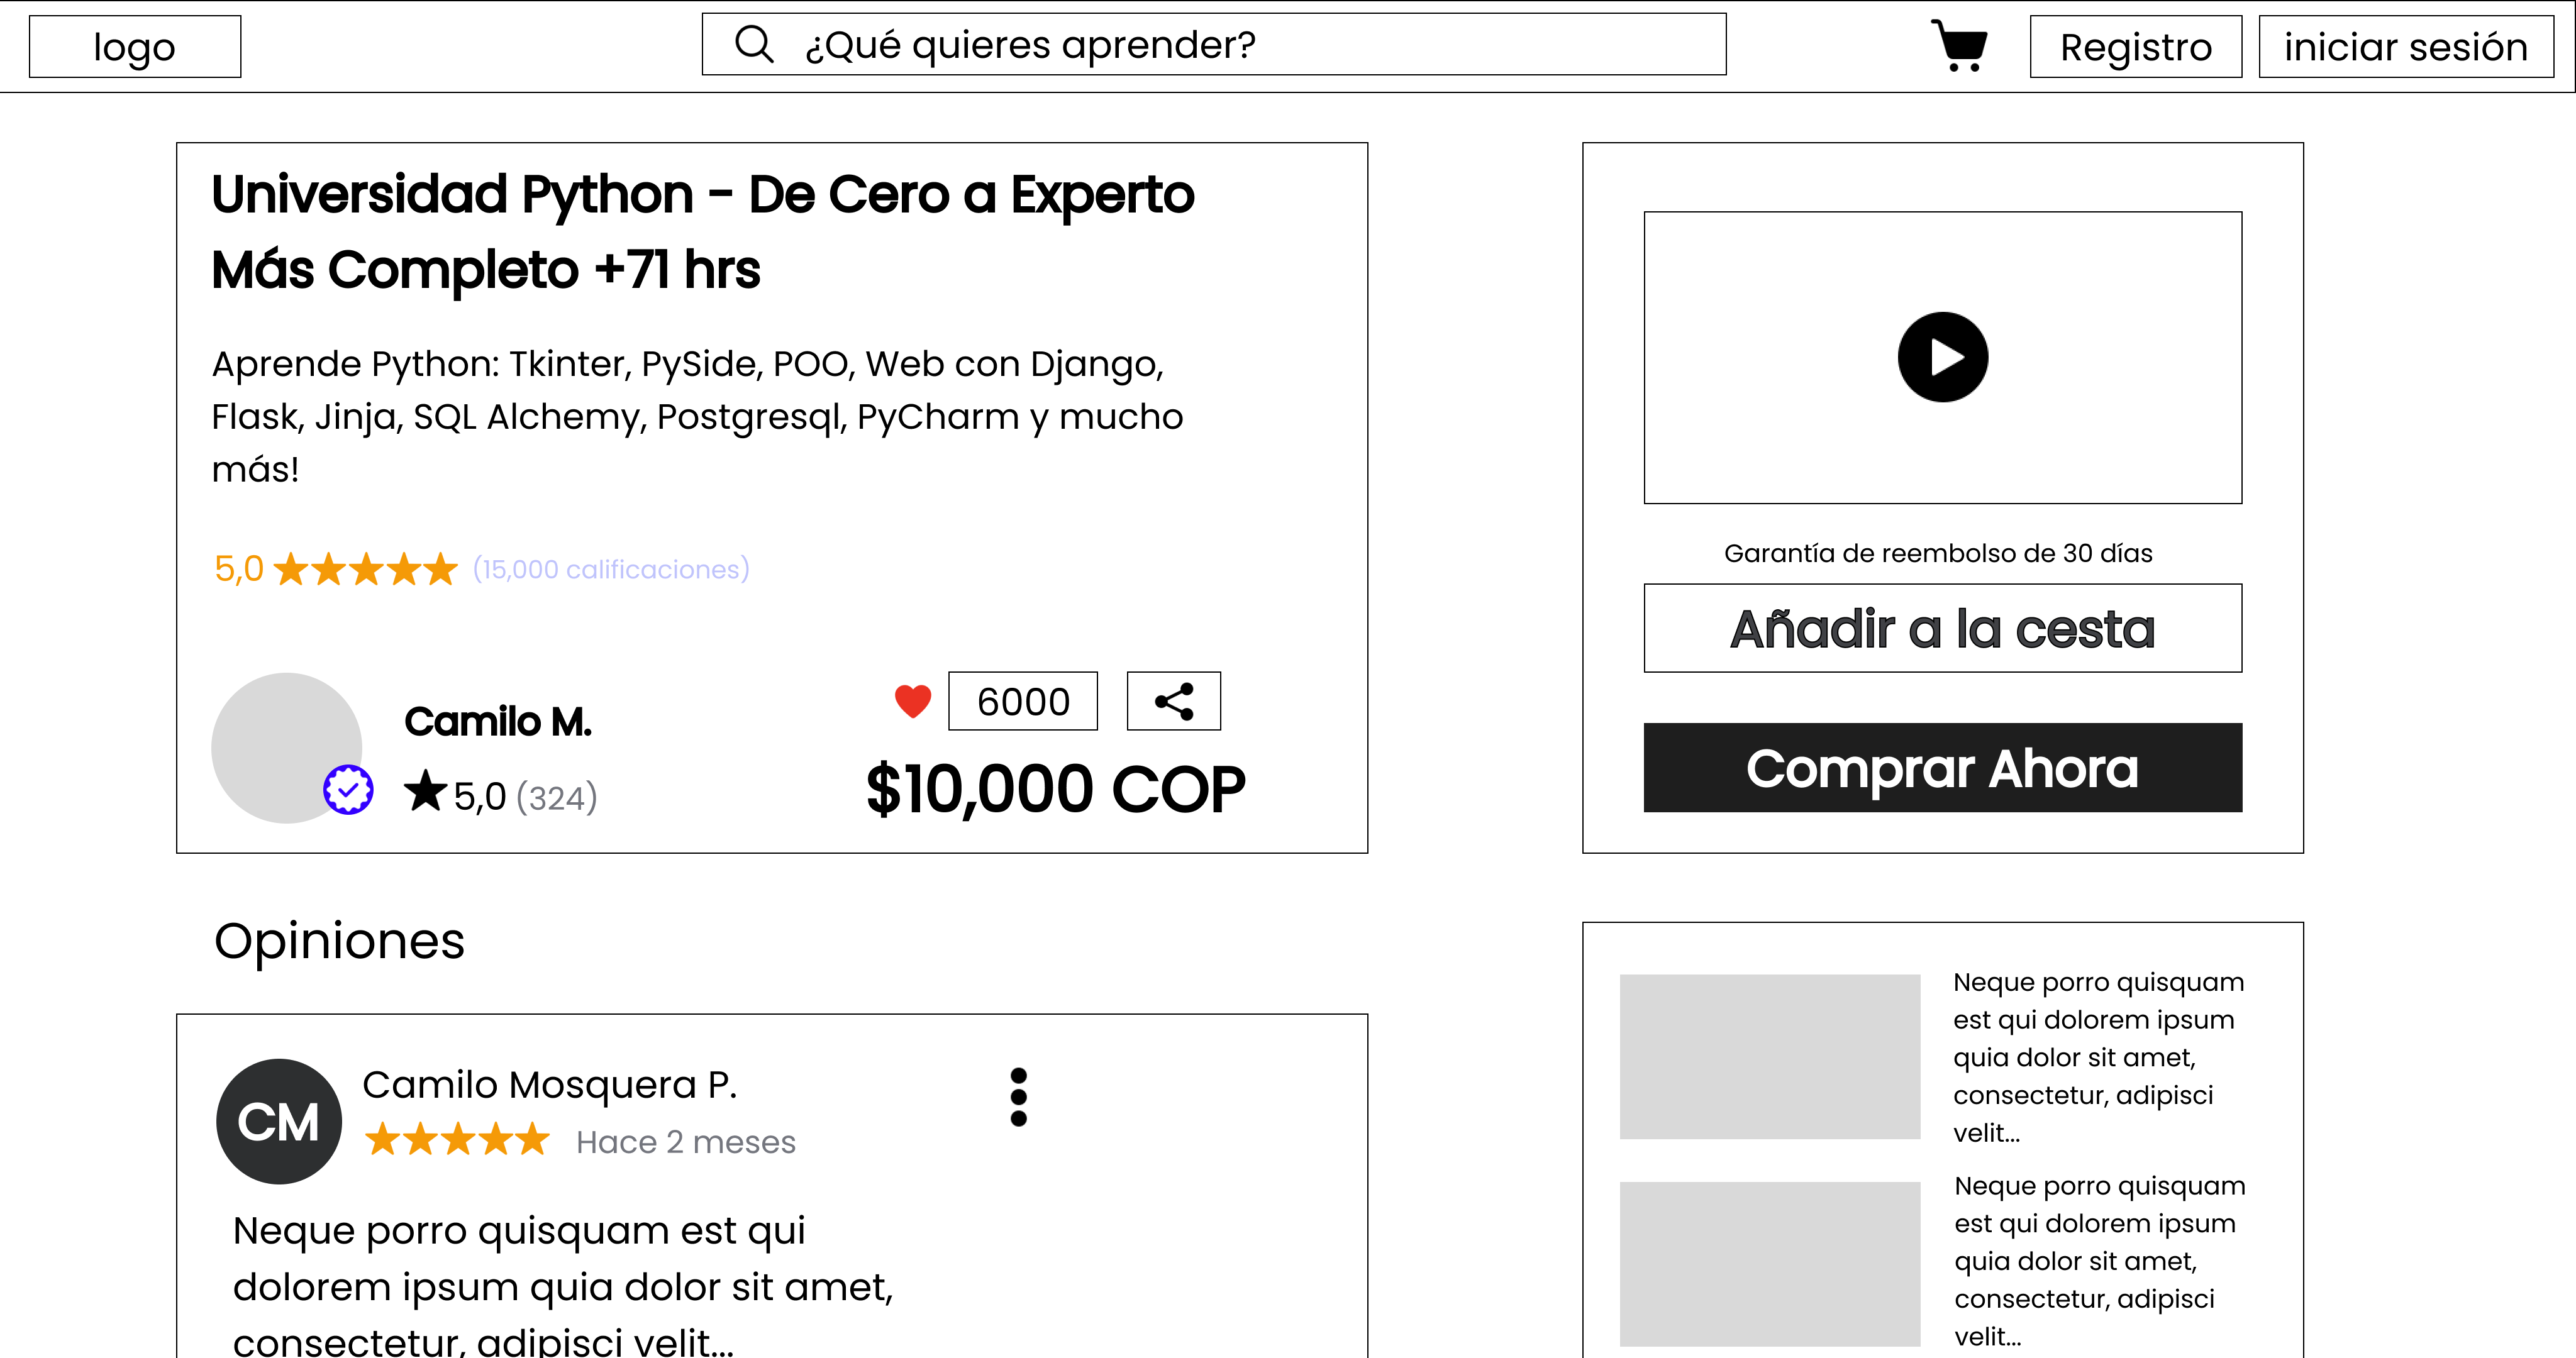 logo
¿Qué quieres aprender?
Registro
iniciar sesión
Universidad Python - De Cero a Experto
Más Completo +71 hrs
Aprende Python: Tkinter, PySide, POO, Web con Django,
Flask, Jinja, SQL Alchemy, Postgresql, PyCharm y mucho
más!
5,0
(15,000 calificaciones)
Camilo M.
5,0 (324)
6000
$10,000 COP
Garantía de reembolso de 30 días
Añadir a la cesta
Comprar Ahora
Opiniones
CM
Camilo Mosquera P.
Hace 2 meses
Neque porro quisquam est qui
dolorem ipsum quia dolor sit amet,
consectetur, adipisci velit...
Neque porro quisquam
est qui dolorem ipsum
quia dolor sit amet,
consectetur, adipisci
velit...
Neque porro quisquam
est qui dolorem ipsum
quia dolor sit amet,
consectetur, adipisci
velit...